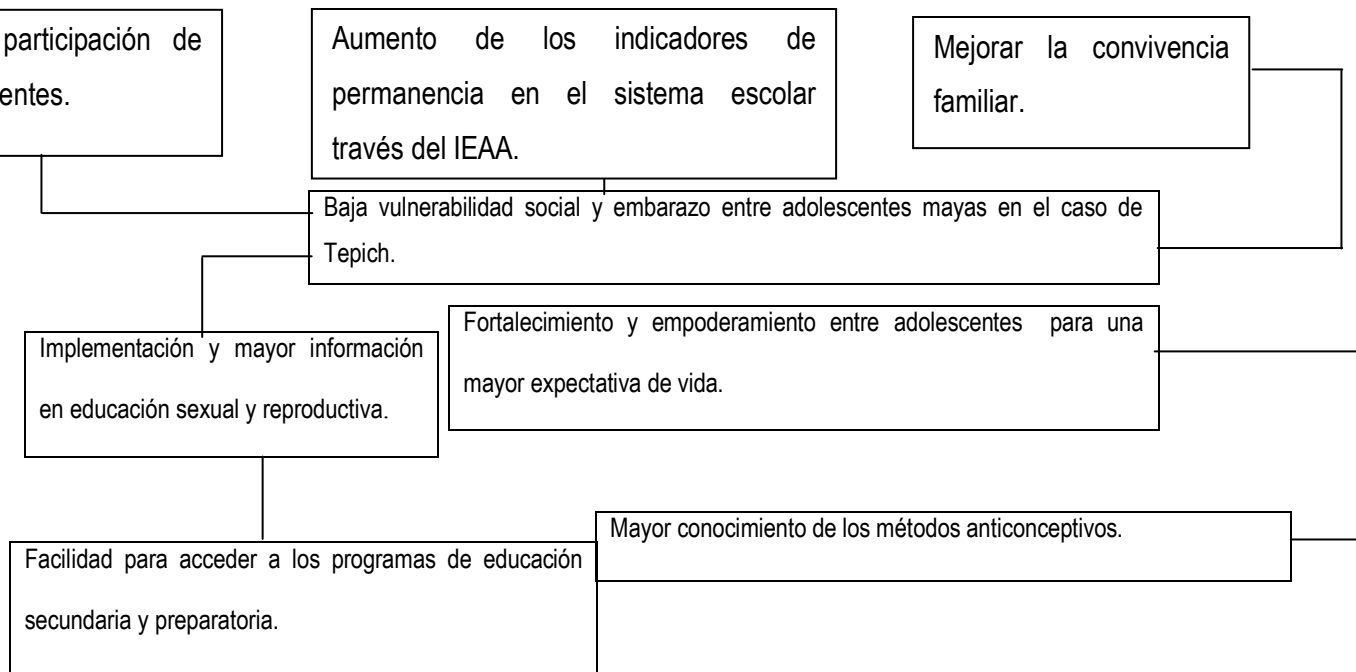 participación de
entes.
Aumento de los indicadores de
permanencia en el sistema escolar
través del IEAA.
Mejorar la convivencia
familiar.
Baja vulnerabilidad social y embarazo entre adolescentes mayas en el caso de
Tepich.
Fortalecimiento y empoderamiento entre adolescentes para una
mayor expectativa de vida.
Implementación y mayor información
en educación sexual y reproductiva.
Mayor conocimiento de los métodos anticonceptivos.
Facilidad para acceder a los programas de educación
secundaria y preparatoria.